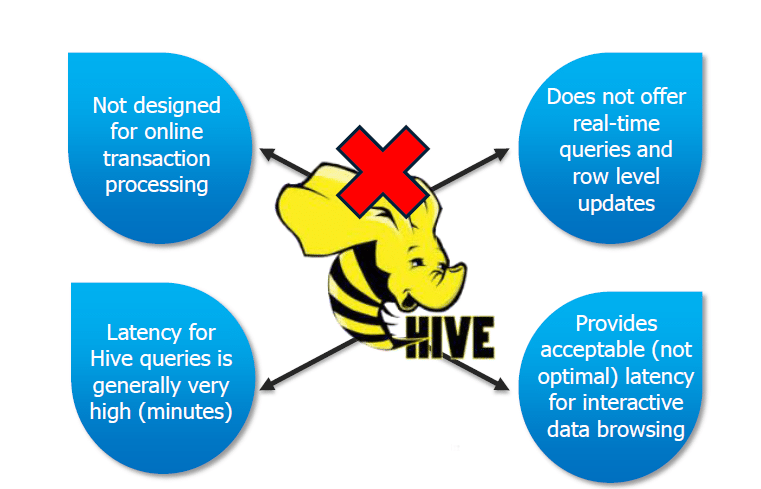 Not designed
for online
transaction
processing
Does not offer
real-time
queries and
row level
updates
Latency for
Hive queries is
generally very
high (minutes)
HIVE
Provides
acceptable (not
optimal) latency
for interactive
data browsing